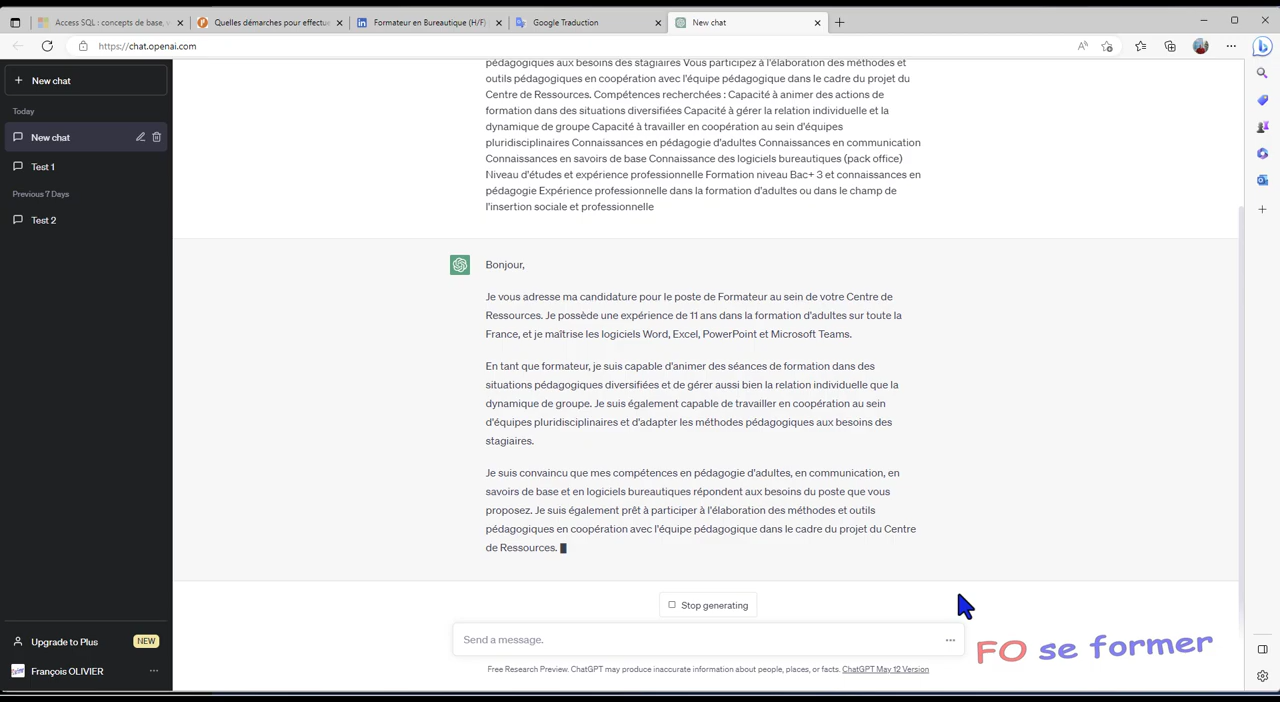 Access SQL : concepts de base, v
Quelles démarches pour effectue
Formateur en Bureautique (H/F)
Google Traduction
New chat
https://chat.openai.com
New chat
Today
New chat
Test 1
Previous 7 Days
Test 2
pédagogiques aux besoins des stagiaires Vous participez à l'élaboration des méthodes et
outils pédagogiques en coopération avec l'équipe pédagogique dans le cadre du projet du
Centre de Ressources. Compétences recherchées : Capacité à animer des actions de
formation dans des situations diversifiées Capacité à gérer la relation individuelle et la
dynamique de groupe Capacité à travailler en coopération au sein d'équipes
pluridisciplinaires Connaissances en pédagogie d'adultes Connaissances en communication
Connaissances en savoirs de base Connaissance des logiciels bureautiques (pack office)
Niveau d'études et expérience professionnelle Formation niveau Bac+ 3 et connaissances en
pédagogie Expérience professionnelle dans la formation d'adultes ou dans le champ de
l'insertion sociale et professionnelle
Bonjour,
Je vous adresse ma candidature pour le poste de Formateur au sein de votre Centre de
Ressources. Je possède une expérience de 11 ans dans la formation d'adultes sur toute la
France, et je maîtrise les logiciels Word, Excel, PowerPoint et Microsoft Teams.
En tant que formateur, je suis capable d'animer des séances de formation dans des
situations pédagogiques diversifiées et de gérer aussi bien la relation individuelle que la
dynamique de groupe. Je suis également capable de travailler en coopération au sein
d'équipes pluridisciplinaires et d'adapter les méthodes pédagogiques aux besoins des
stagiaires.
Je suis convaincu que mes compétences en pédagogie d'adultes, en communication, en
savoirs de base et en logiciels bureautiques répondent aux besoins du poste que vous
proposez. Je suis également prêt à participer à l'élaboration des méthodes et outils
pédagogiques en coopération avec l'équipe pédagogique dans le cadre du projet du Centre
de Ressources.
Stop generating
Send a message.
Free Research Preview. ChatGPT may produce inaccurate information about people, places, or facts. ChatGPT May 12 Version
Upgrade to Plus NEW
François OLIVIER
FO se former